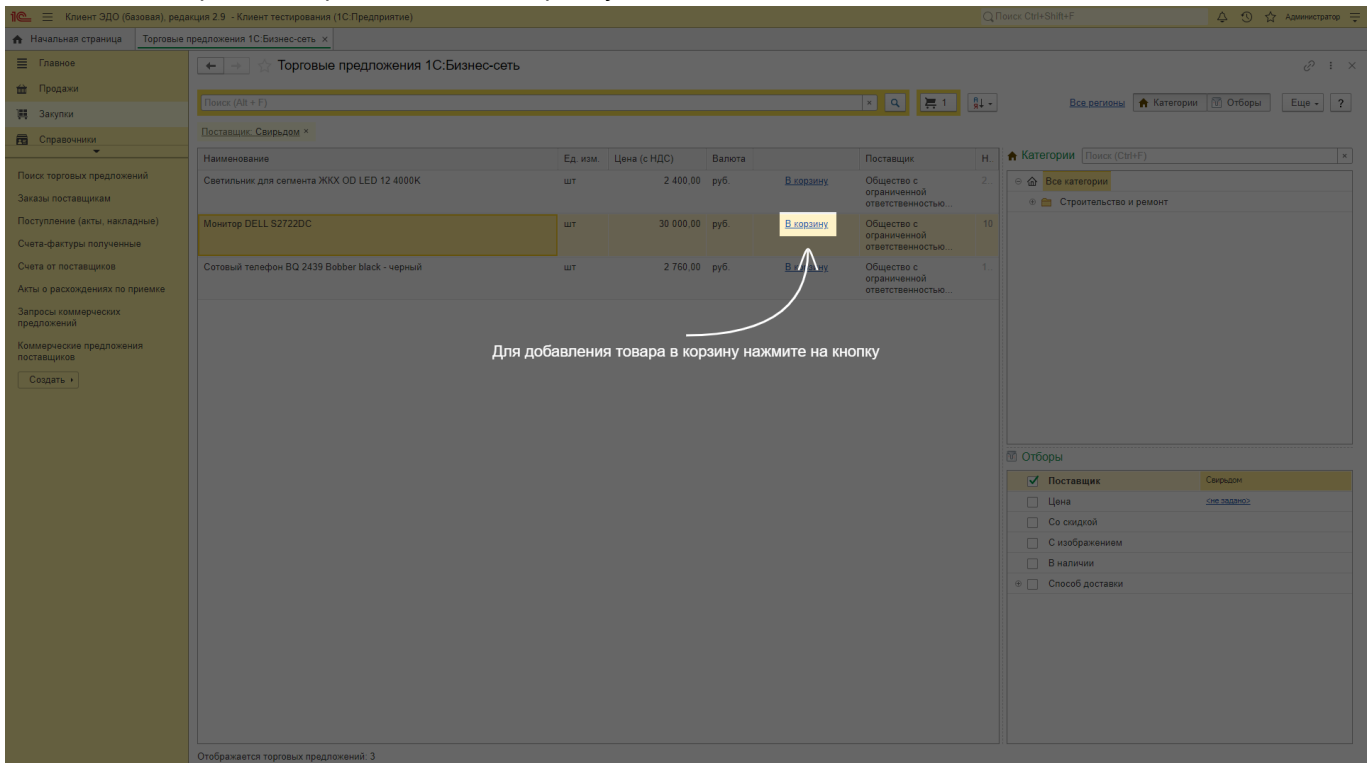 1С Клиент ЭДО (базовая), редакция 2.9 - Клиент тестирования (1С:Предприятие) Поиск Ctrl+Shift+F Администратор
Начальная страница Торговые предложения 1С:Бизнес-сеть ×
Главное
Продажи
Закупки
Справочники
Поиск торговых предложений
Заказы поставщикам
Поступление (акты, накладные)
Счета-фактуры полученные
Счета от поставщиков
Акты о расхождениях по приемке
Запросы коммерческих
предложений
Коммерческие предложения
поставщиков
Создать
Торговые предложения 1С:Бизнес-сеть
Поиск (Alt + F) × 1 Все регионы Категории Отборы Еще ?
Поставщик: Свирьдом ×
Наименование Ед. изм. Цена (с НДС) Валюта Поставщик Н..
Светильник для сегмента ЖКХ OD LED 12 4000K шт 2 400,00 руб. В корзину Общество с 2..
ограниченной
ответственностью...
Монитор DELL S2722DC шт 30 000,00 руб. В корзину Общество с 10
ограниченной
ответственностью...
Сотовый телефон BQ 2439 Bobber black - черный шт 2 760,00 руб. В корзину Общество с 1..
ограниченной
ответственностью...
Для добавления товара в корзину нажмите на кнопку
Отображается торговых предложений: 3
Категории Поиск (Ctrl+F) ×
Все категории
Строительство и ремонт
Отборы
Поставщик Свирьдом
Цена <не задано>
Со скидкой
С изображением
В наличии
Способ доставки